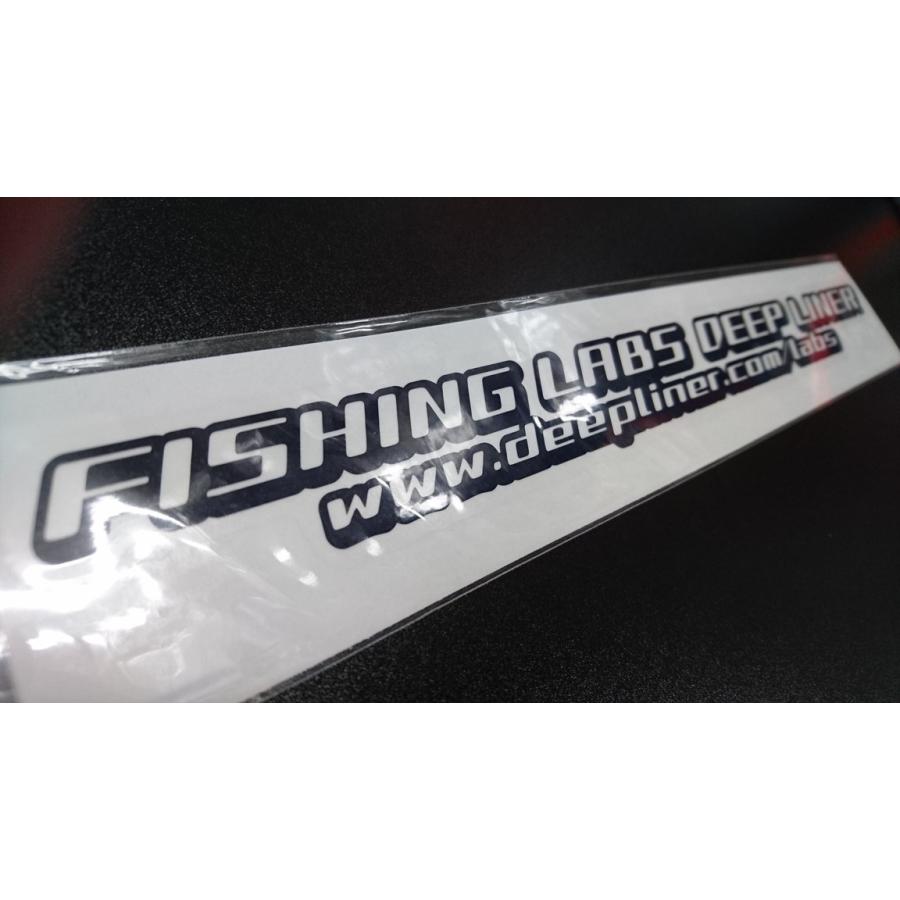 FISHING LABS DEEP LINER
www.deepliner.com/labs